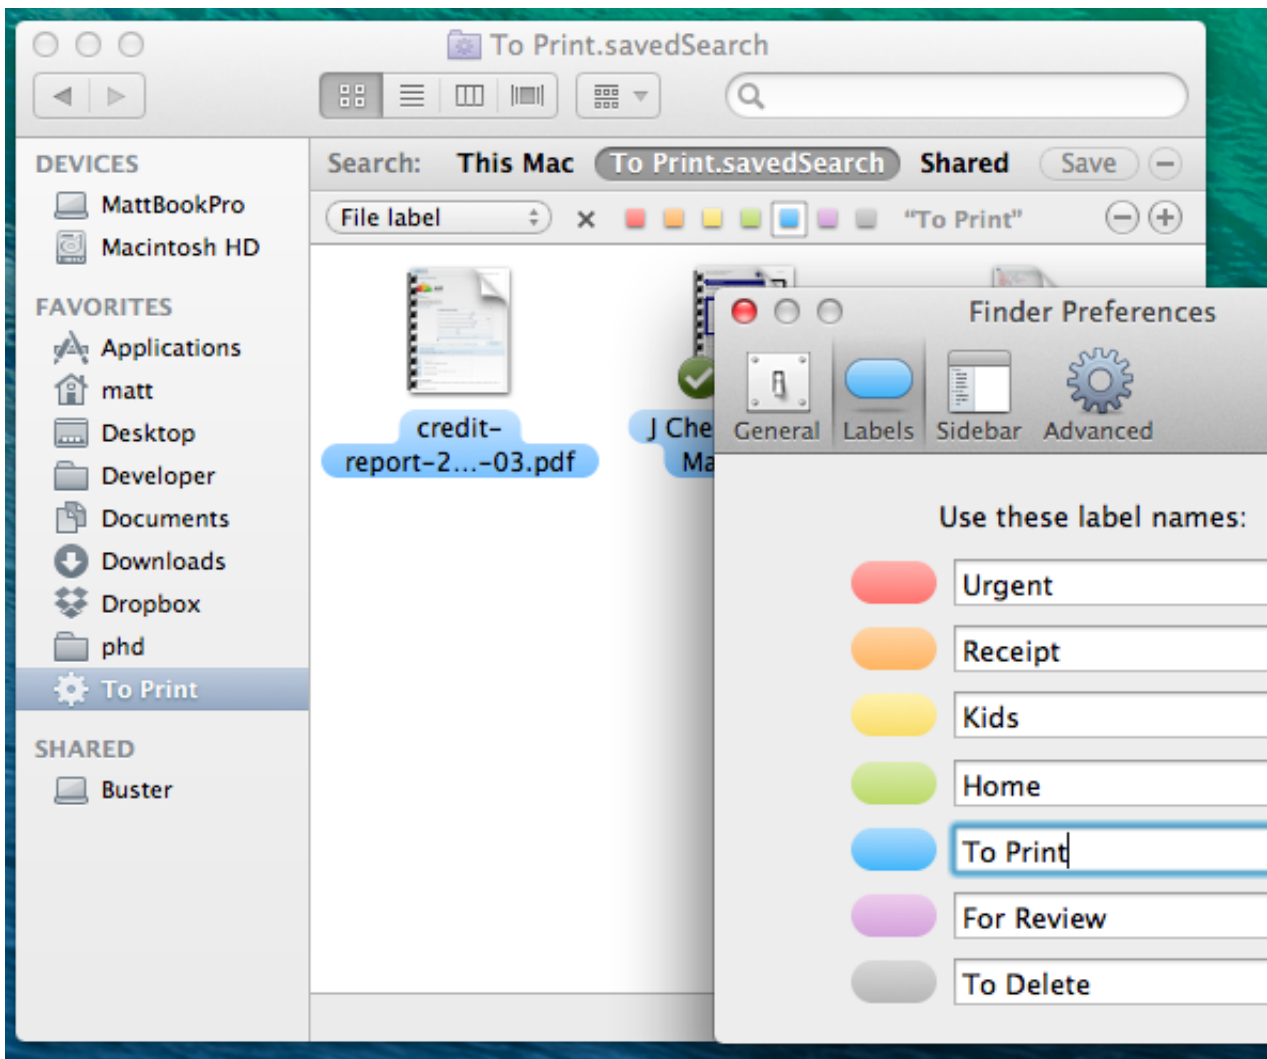 To Print.savedSearch
DEVICES
MattBookPro
Macintosh HD
FAVORITES
Applications
matt
Desktop
Developer
Documents
Downloads
Dropbox
phd
To Print
SHARED
Buster
Search: This Mac To Print.savedSearch Shared Save
File label "To Print"
credit-
report-2...-03.pdf
J Che
Ma
Finder Preferences
General Labels Sidebar Advanced
Use these label names:
Urgent
Receipt
Kids
Home
To Print
For Review
To Delete